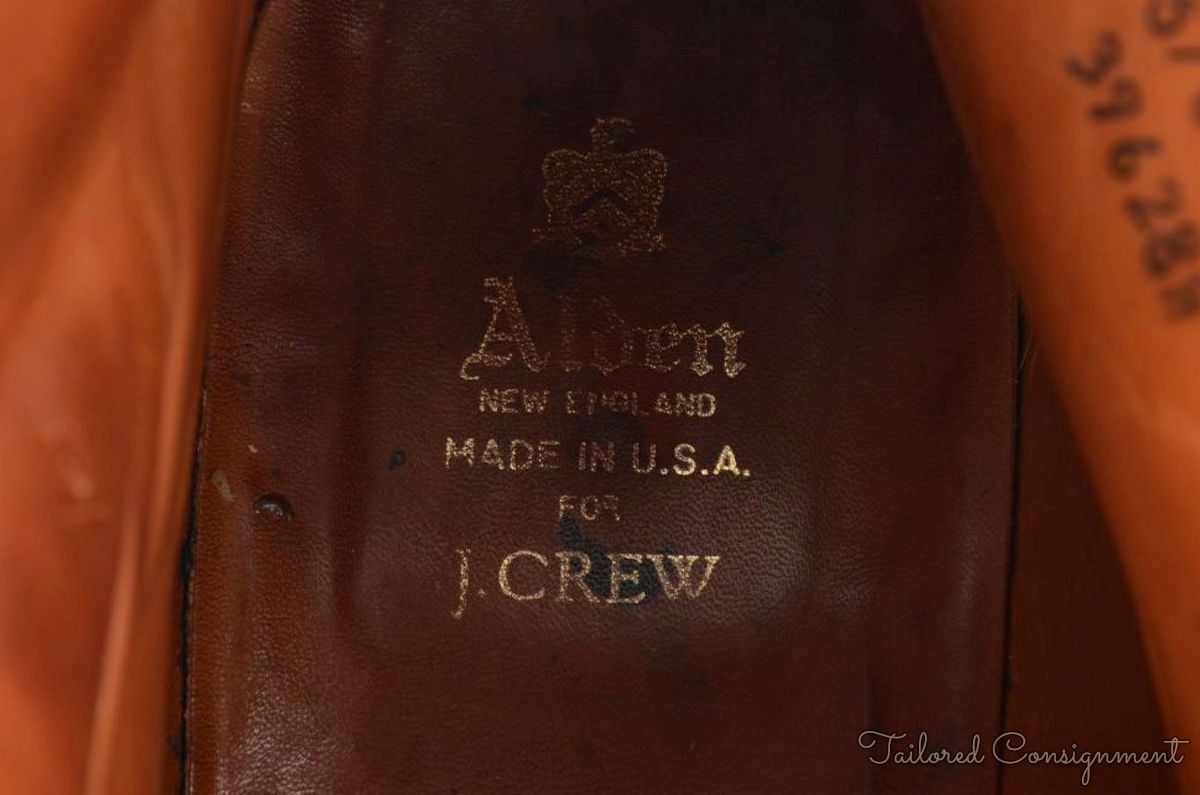 Alden
NEW ENGLAND
MADE IN U.S.A.
FOR
J.CREW
Tailored Consignment